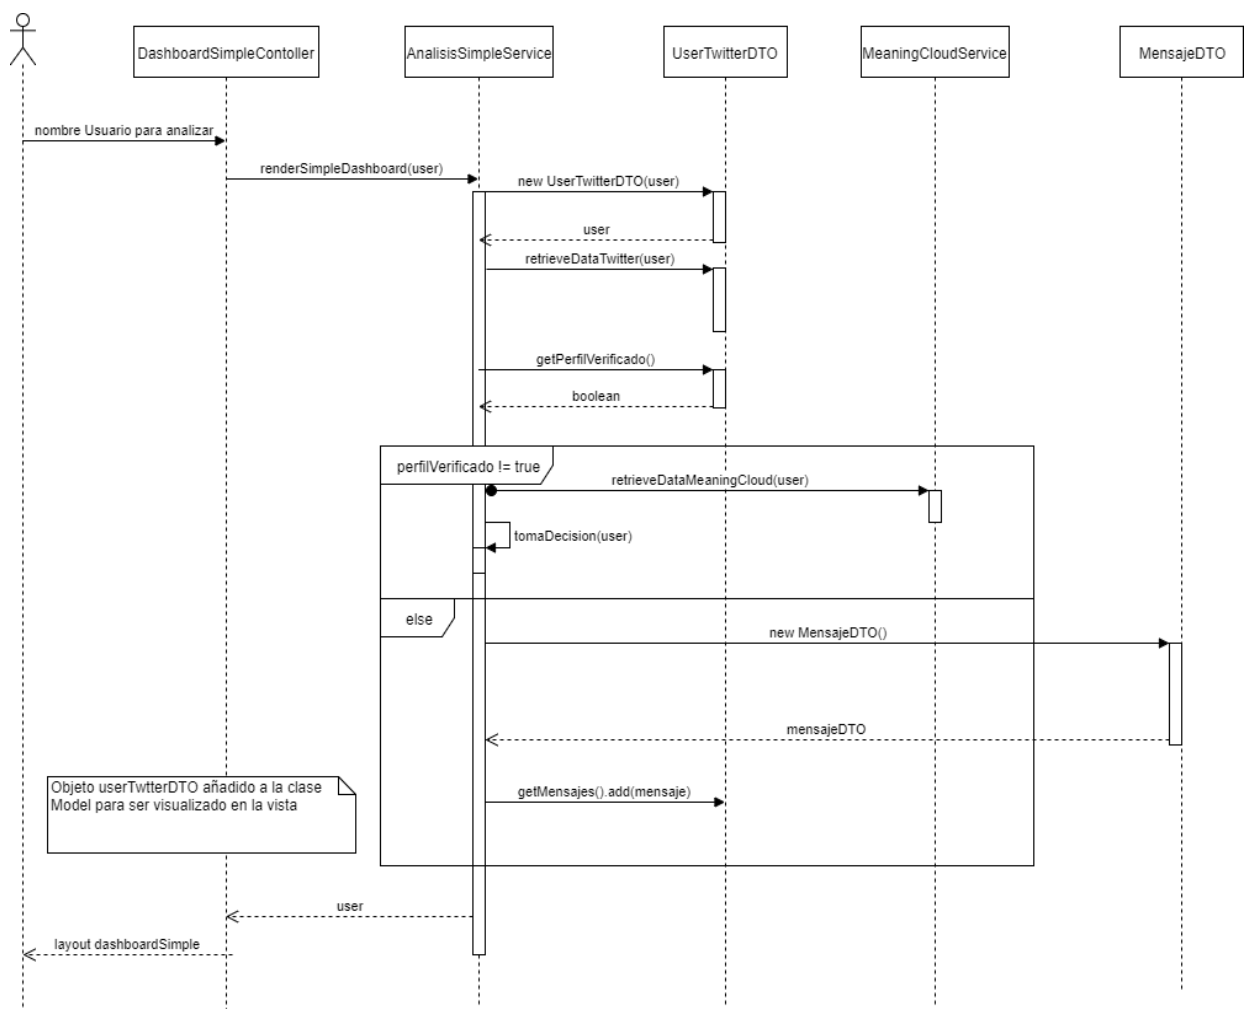 DashboardSimpleContoller
AnalisisSimpleService
UserTwitterDTO
MeaningCloudService
MensajeDTO
nombre Usuario para analizar
renderSimpleDashboard(user)
new UserTwitterDTO(user)
user
retrieveDataTwitter(user)
getPerfilVerificado()
boolean
perfilVerificado != true
retrieveDataMeaningCloud(user)
tomaDecision(user)
else
new MensajeDTO()
mensajeDTO
Objeto userTwtterDTO añadido a la clase
Model para ser visualizado en la vista
getMensajes().add(mensaje)
user
layout dashboardSimple